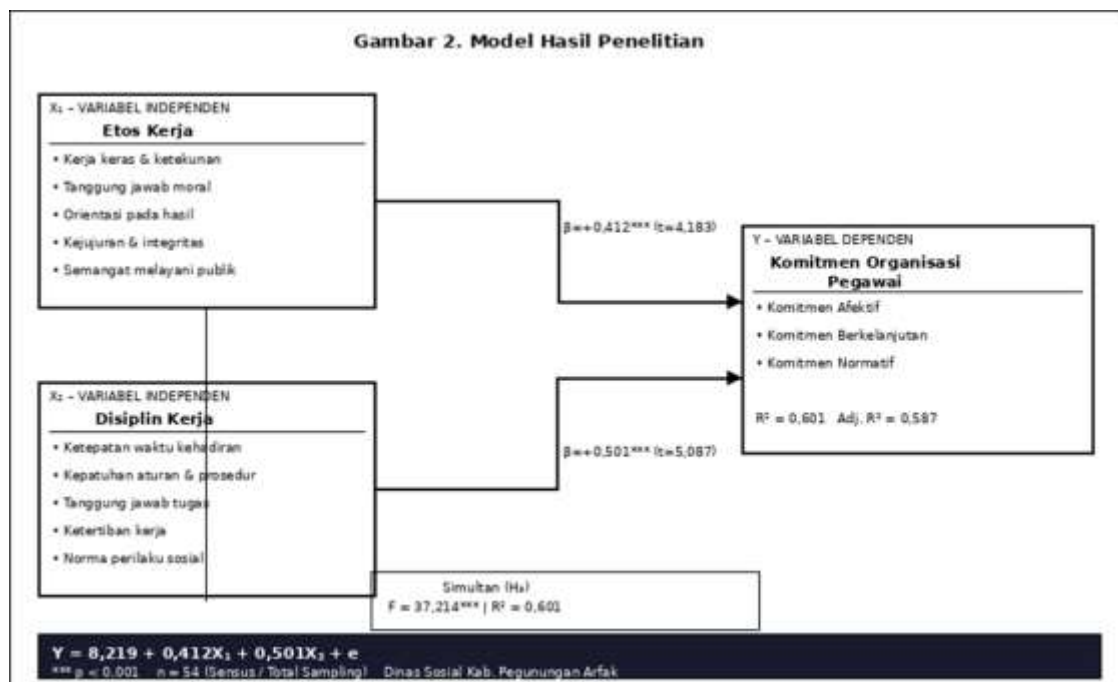 Gambar 2. Model Hasil Penelitian
X₁ – VARIABEL INDEPENDEN
Etos Kerja
• Kerja keras & ketekunan
• Tanggung jawab moral
• Orientasi pada hasil
• Kejujuran & integritas
• Semangat melayani publik
β=+0,412*** (t=4,183)
Y – VARIABEL DEPENDEN
Komitmen Organisasi
Pegawai
• Komitmen Afektif
• Komitmen Berkelanjutan
• Komitmen Normatif
R² = 0,601 Adj. R² = 0,587
X₂ – VARIABEL INDEPENDEN
Disiplin Kerja
• Ketepatan waktu kehadiran
• Kepatuhan aturan & prosedur
• Tanggung jawab tugas
• Ketertiban kerja
• Norma perilaku sosial
β=+0,501*** (t=5,087)
Simultan (H₃)
F = 37,214*** | R² = 0,601
Y = 8,219 + 0,412X₁ + 0,501X₂ + e
*** p < 0,001 n = 54 (Sensus / Total Sampling) Dinas Sosial Kab. Pegunungan Arfak